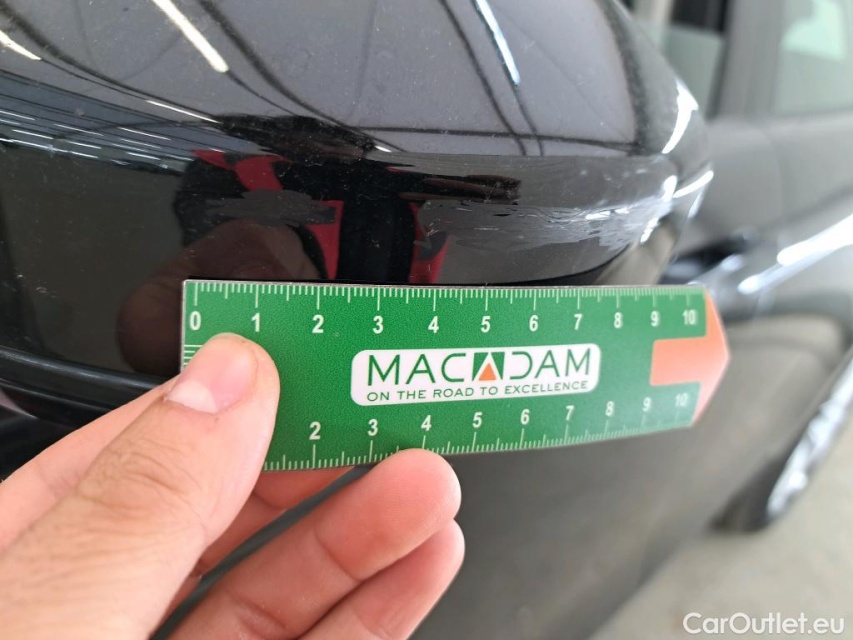 0 1 2 3 4 5 6 7 8 9 10
MACADAM
ON THE ROAD TO EXCELLENCE
2 3 4 5 6 7 8 9 10
CarOutlet.eu